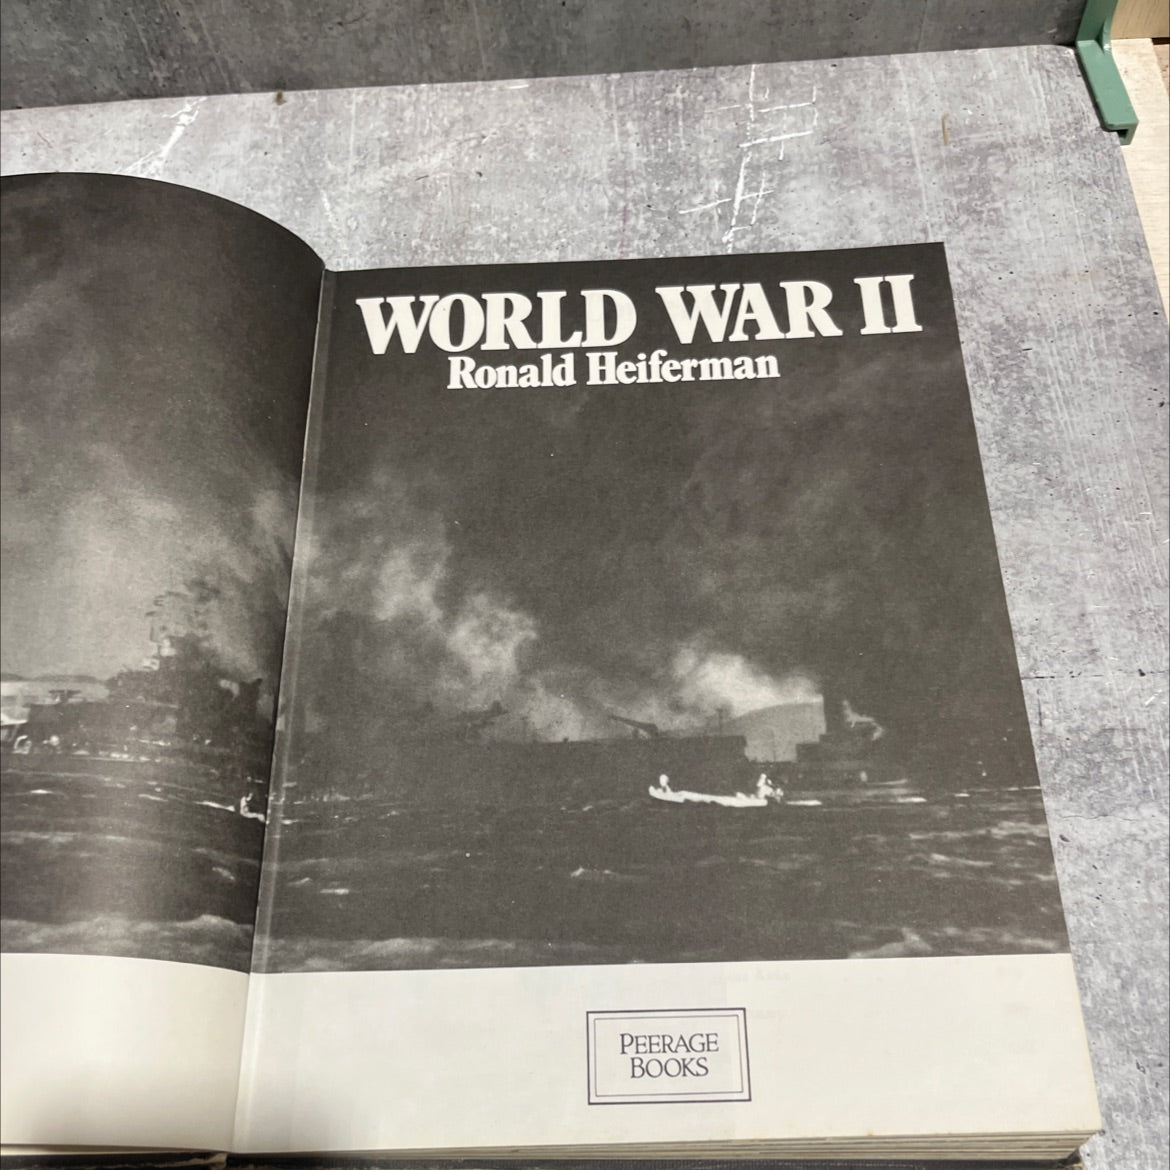 WORLD WAR II
Ronald Heiferman
PEERAGE
BOOKS